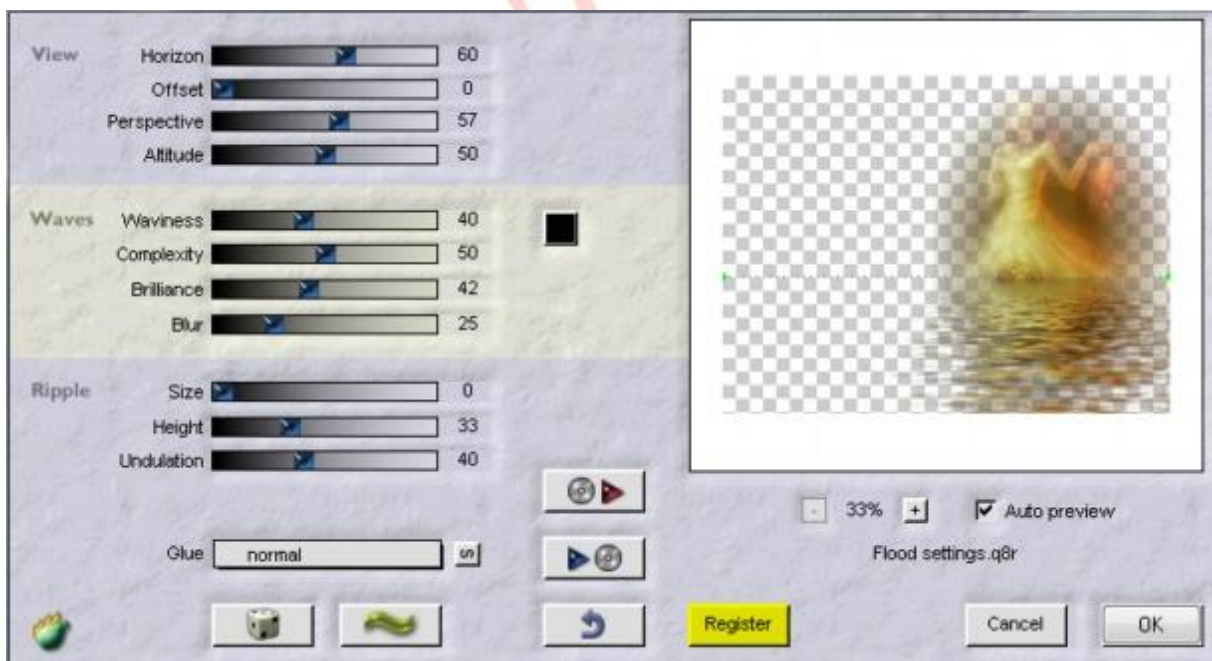 View
Horizon 60
Offset 0
Perspective 57
Altitude 50
Waves
Waviness 40
Complexity 50
Brilliance 42
Blur 25
Ripple
Size 0
Height 33
Undulation 40
Glue normal S
- 33% + Auto preview
Flood settings.q8r
Register Cancel OK